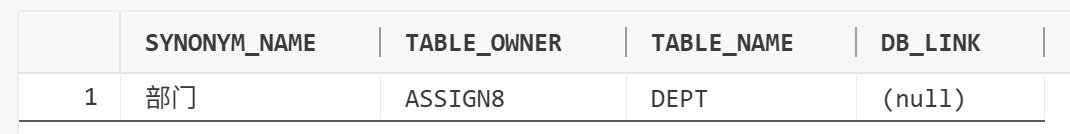 SYNONYM_NAME TABLE_OWNER TABLE_NAME DB_LINK
1 部门 ASSIGN8 DEPT (null)